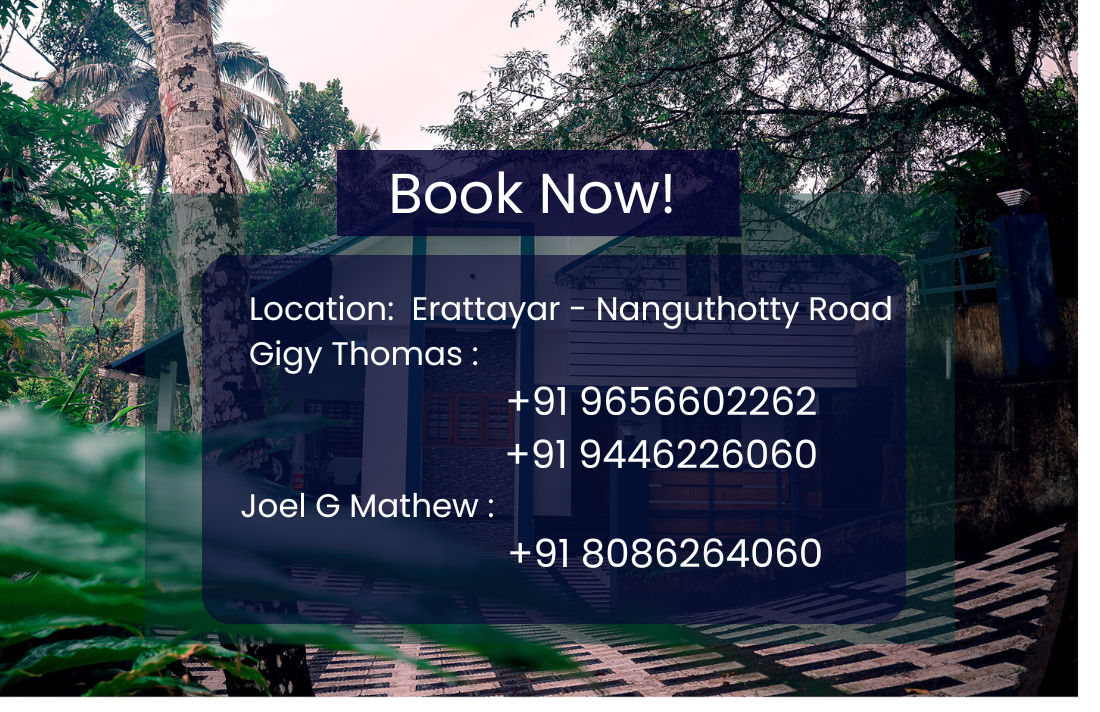 Book Now!
Location:  Erattayar - Nanguthotty Road
Gigy Thomas :
+91 9656602262
+91 9446226060
Joel G Mathew :
+91 8086264060